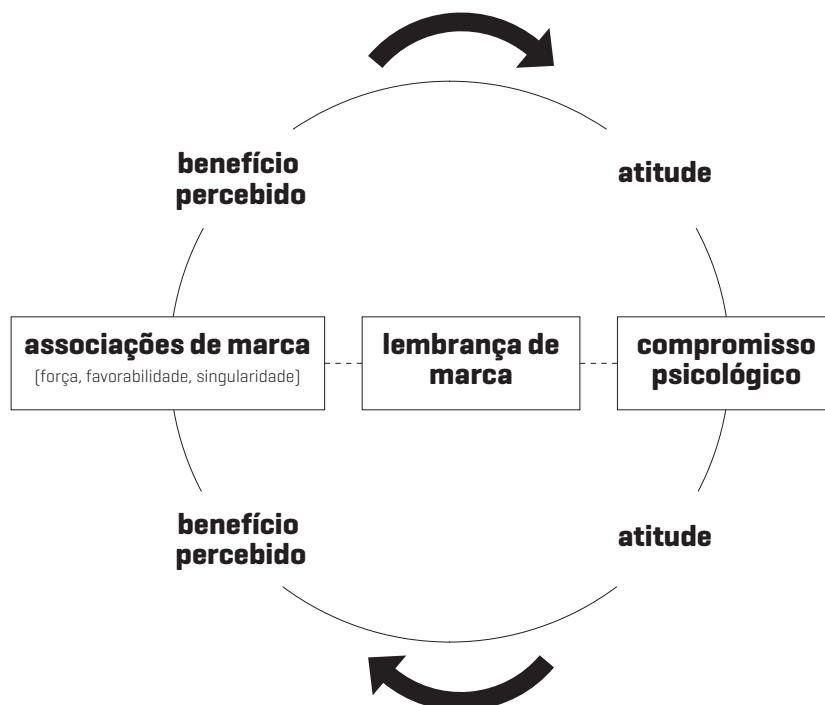 benefício
percebido
atitude
associações de marca
(força, favorabilidade, singularidade)
lembrança de
marca
compromisso
psicológico
benefício
percebido
atitude